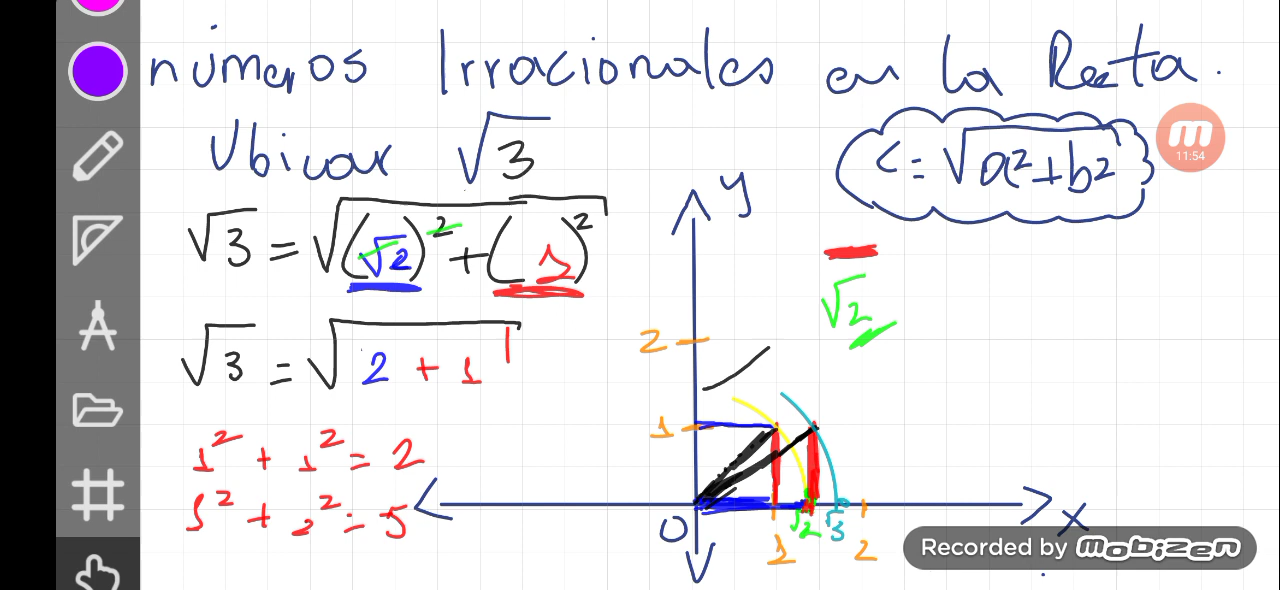 números Irracionales en la Recta.
Ubicar √3
c = √a²+b²
11:54
y
√3 = √(√2)² + (1)²
√2
√3 = √2 + 1
2
1
1² + 1² = 2
1² + 2² = 5
0
1
√2
√3
2
x
Recorded by mobizen